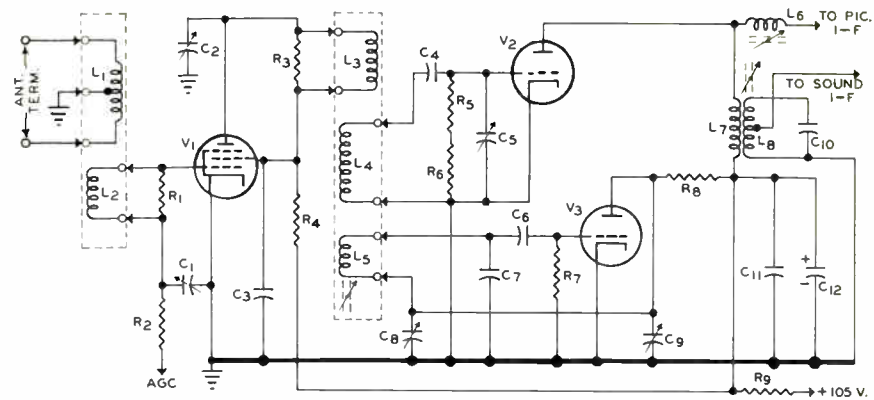 ANT. TERM.
L1
L2
R1
C1
R2
AGC
C2
V1
C3
R3
R4
L3
L4
L5
C4
R5
R6
C5
V2
C6
C7
R7
V3
C8
C9
R8
L6
TO PIC. I-F
TO SOUND I-F
L7
L8
C10
C11
+
-
C12
R9
+105 V.